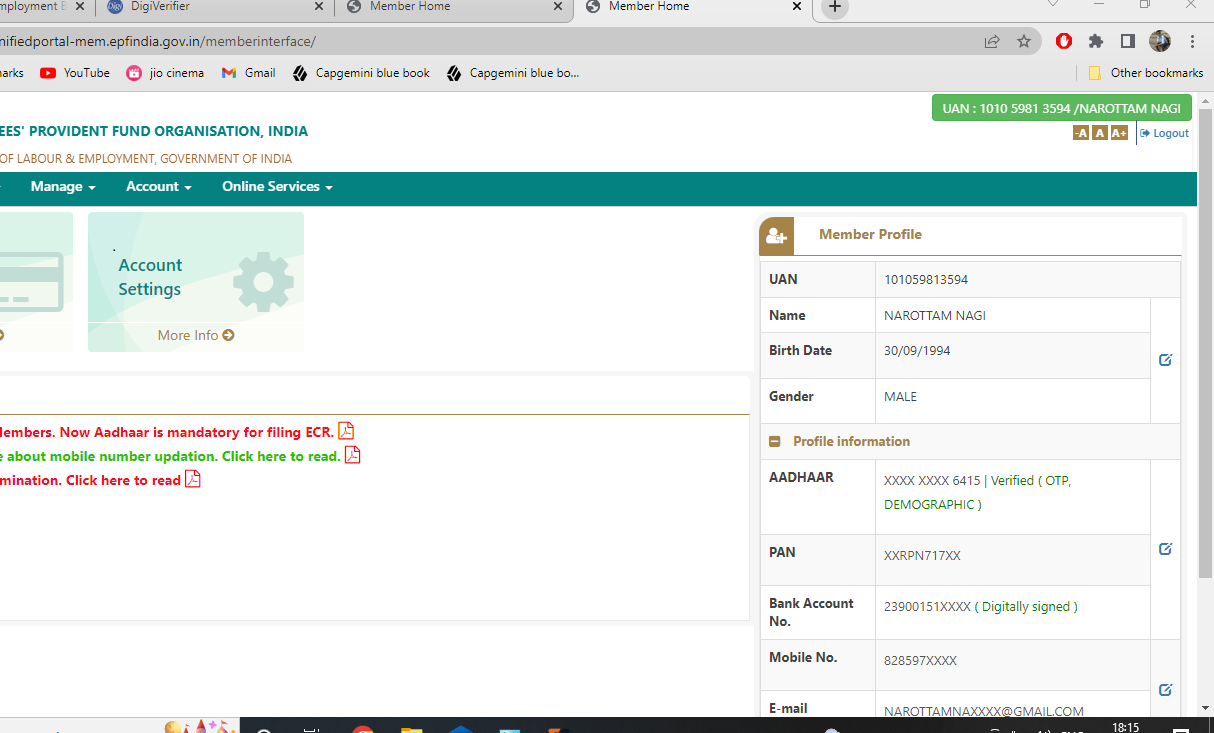 mployment E
DigiVerifier
Member Home
Member Home
nifiedportal-mem.epfindia.gov.in/memberinterface/
arks
YouTube
jio cinema
Gmail
Capgemini blue book
Capgemini blue bo...
Other bookmarks
UAN : 1010 5981 3594 /NAROTTAM NAGI
EES' PROVIDENT FUND ORGANISATION, INDIA
-A A A+ Logout
OF LABOUR & EMPLOYMENT, GOVERNMENT OF INDIA
Manage
Account
Online Services
.
Account
Settings
More Info
lembers. Now Aadhaar is mandatory for filing ECR.
e about mobile number updation. Click here to read.
mination. Click here to read
Member Profile
UAN 101059813594
Name NAROTTAM NAGI
Birth Date 30/09/1994
Gender MALE
Profile information
AADHAAR XXXX XXXX 6415 | Verified ( OTP,
DEMOGRAPHIC )
PAN XXRPN717XX
Bank Account 23900151XXXX ( Digitally signed )
No.
Mobile No. 828597XXXX
E-mail NAROTTAMNAXXXX@GMAIL.COM
18:15